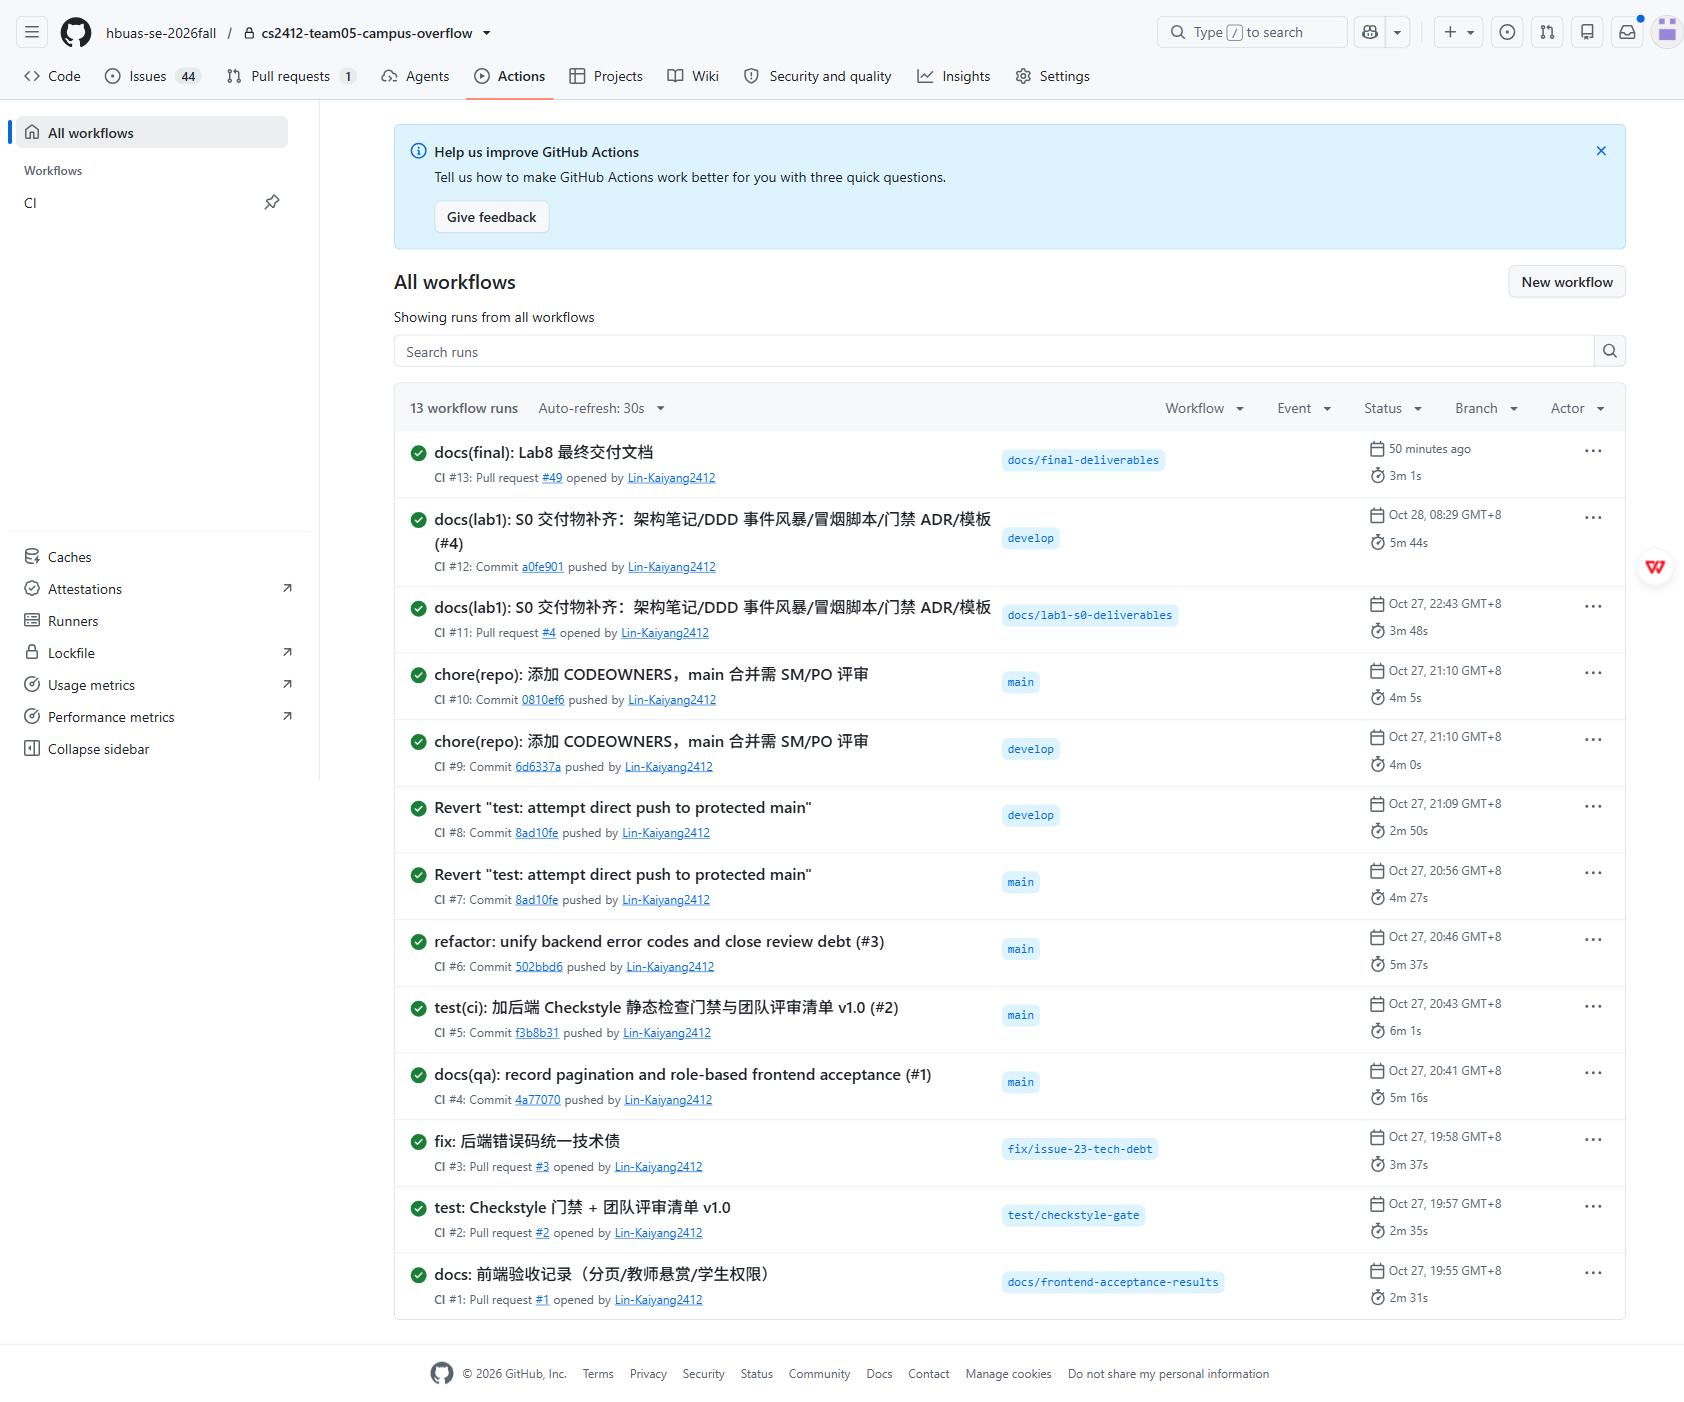 hbuas-se-2026fall / cs2412-team05-campus-overflow
Type / to search
Code
Issues 44
Pull requests 1
Agents
Actions
Projects
Wiki
Security and quality
Insights
Settings
All workflows
Workflows
CI
Caches
Attestations
Runners
Lockfile
Usage metrics
Performance metrics
Collapse sidebar
Help us improve GitHub Actions
Tell us how to make GitHub Actions work better for you with three quick questions.
Give feedback
All workflows
New workflow
Showing runs from all workflows
Search runs
13 workflow runs Auto-refresh: 30s Workflow Event Status Branch Actor
docs(final): Lab8 最终交付文档
CI #13: Pull request #49 opened by Lin-Kaiyang2412
docs/final-deliverables
50 minutes ago
3m 1s
docs(lab1): S0 交付物补齐：架构笔记/DDD 事件风暴/冒烟脚本/门禁 ADR/模板
(#4)
CI #12: Commit a0fe901 pushed by Lin-Kaiyang2412
develop
Oct 28, 08:29 GMT+8
5m 44s
docs(lab1): S0 交付物补齐：架构笔记/DDD 事件风暴/冒烟脚本/门禁 ADR/模板
CI #11: Pull request #4 opened by Lin-Kaiyang2412
docs/lab1-s0-deliverables
Oct 27, 22:43 GMT+8
3m 48s
chore(repo): 添加 CODEOWNERS，main 合并需 SM/PO 评审
CI #10: Commit 0810ef6 pushed by Lin-Kaiyang2412
main
Oct 27, 21:10 GMT+8
4m 5s
chore(repo): 添加 CODEOWNERS，main 合并需 SM/PO 评审
CI #9: Commit 6d6337a pushed by Lin-Kaiyang2412
develop
Oct 27, 21:10 GMT+8
4m 0s
Revert "test: attempt direct push to protected main"
CI #8: Commit 8ad10fe pushed by Lin-Kaiyang2412
develop
Oct 27, 21:09 GMT+8
2m 50s
Revert "test: attempt direct push to protected main"
CI #7: Commit 8ad10fe pushed by Lin-Kaiyang2412
main
Oct 27, 20:56 GMT+8
4m 27s
refactor: unify backend error codes and close review debt (#3)
CI #6: Commit 502bbd6 pushed by Lin-Kaiyang2412
main
Oct 27, 20:46 GMT+8
5m 37s
test(ci): 加后端 Checkstyle 静态检查门禁与团队评审清单 v1.0 (#2)
CI #5: Commit f3b8b31 pushed by Lin-Kaiyang2412
main
Oct 27, 20:43 GMT+8
6m 1s
docs(qa): record pagination and role-based frontend acceptance (#1)
CI #4: Commit 4a77070 pushed by Lin-Kaiyang2412
main
Oct 27, 20:41 GMT+8
5m 16s
fix: 后端错误码统一技术债
CI #3: Pull request #3 opened by Lin-Kaiyang2412
fix/issue-23-tech-debt
Oct 27, 19:58 GMT+8
3m 37s
test: Checkstyle 门禁 + 团队评审清单 v1.0
CI #2: Pull request #2 opened by Lin-Kaiyang2412
test/checkstyle-gate
Oct 27, 19:57 GMT+8
2m 35s
docs: 前端验收记录（分页/教师悬赏/学生权限）
CI #1: Pull request #1 opened by Lin-Kaiyang2412
docs/frontend-acceptance-results
Oct 27, 19:55 GMT+8
2m 31s
© 2026 GitHub, Inc. Terms Privacy Security Status Community Docs Contact Manage cookies Do not share my personal information